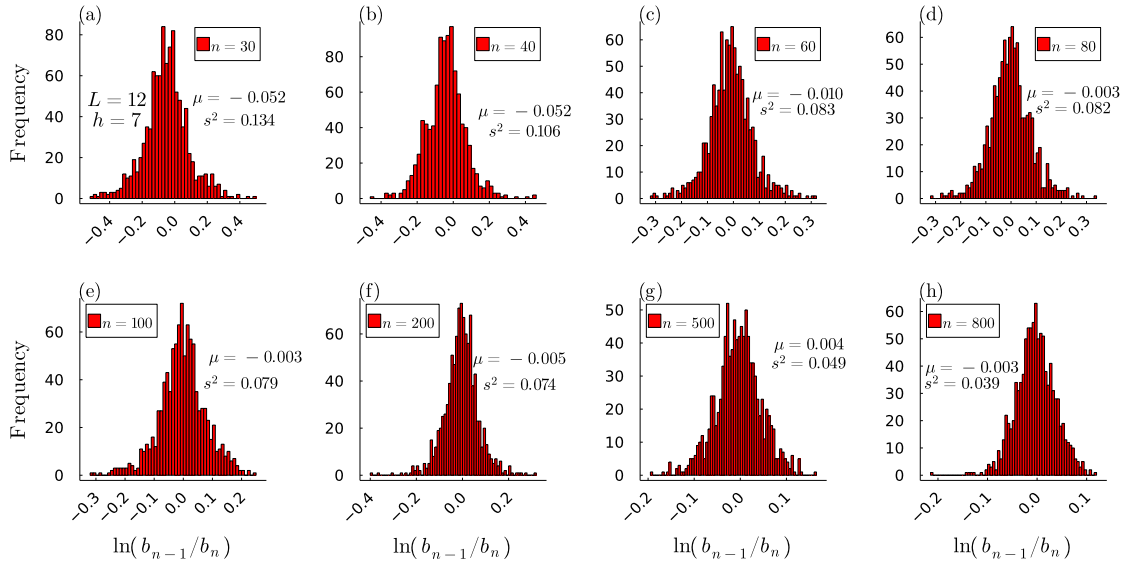 (a)
n = 30
Frequency
80
60
40
20
0
L = 12
h = 7
μ = −0.052
s² = 0.134
−0.4
−0.2
0.0
0.2
0.4
(b)
n = 40
80
60
40
20
0
μ = −0.052
s² = 0.106
−0.4
−0.2
0.0
0.2
0.4
(c)
n = 60
60
50
40
30
20
10
0
μ = −0.010
s² = 0.083
−0.3
−0.2
−0.1
0.0
0.1
0.2
0.3
(d)
n = 80
60
50
40
30
20
10
0
μ = −0.003
s² = 0.082
−0.3
−0.2
−0.1
0.0
0.1
0.2
0.3
(e)
n = 100
Frequency
60
40
20
0
μ = −0.003
s² = 0.079
−0.3
−0.2
−0.1
0.0
0.1
0.2
ln( bₙ₋₁/bₙ)
(f)
n = 200
60
40
20
0
μ = −0.005
s² = 0.074
−0.4
−0.2
0.0
0.2
ln( bₙ₋₁/bₙ)
(g)
n = 500
50
40
30
20
10
0
μ = 0.004
s² = 0.049
−0.2
−0.1
0.0
0.1
ln( bₙ₋₁/bₙ)
(h)
n = 800
60
50
40
30
20
10
0
μ = −0.003
s² = 0.039
−0.2
−0.1
0.0
0.1
ln( bₙ₋₁/bₙ)